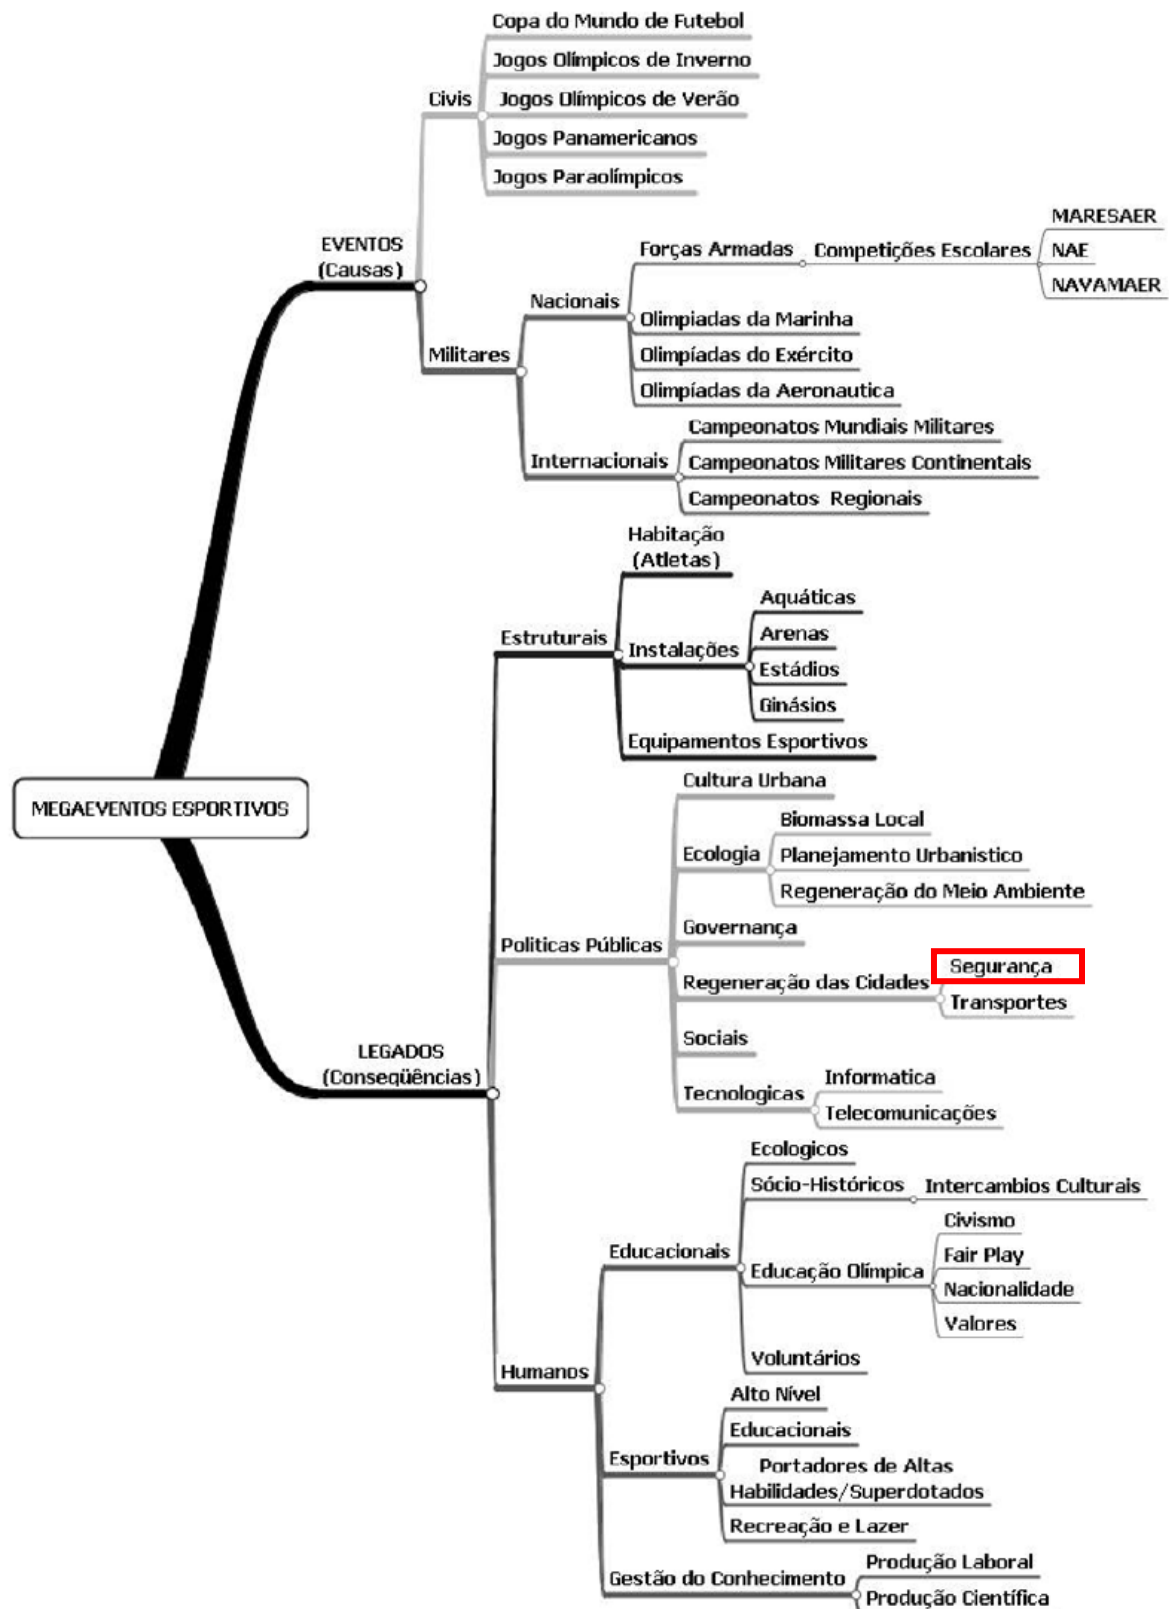 Copa do Mundo de Futebol
Jogos Olímpicos de Inverno
Civis
Jogos Olímpicos de Verão
Jogos Panamericanos
Jogos Paraolímpicos
EVENTOS
(Causas)
MARESAER
Forças Armadas
Competições Escolares
NAE
NAVAMAER
Nacionais
Olimpiadas da Marinha
Militares
Olimpíadas do Exército
Olimpíadas da Aeronautica
Campeonatos Mundiais Militares
Internacionais
Campeonatos Militares Continentais
Campeonatos Regionais
Habitação
(Atletas)
Aquáticas
Estruturais
Instalações
Arenas
Estádios
Ginásios
Equipamentos Esportivos
MEGAEVENTOS ESPORTIVOS
Cultura Urbana
Biomassa Local
Ecologia
Planejamento Urbanistico
Regeneração do Meio Ambiente
Governança
Politicas Públicas
Segurança
Regeneração das Cidades
Transportes
Sociais
LEGADOS
(Conseqüências)
Tecnologicas
Informatica
Telecomunicações
Ecologicos
Sócio-Históricos
Intercambios Culturais
Educacionais
Civismo
Educação Olímpica
Fair Play
Nacionalidade
Valores
Voluntários
Humanos
Alto Nível
Educacionais
Esportivos
Portadores de Altas
Habilidades/Superdotados
Recreação e Lazer
Gestão do Conhecimento
Produção Laboral
Produção Científica